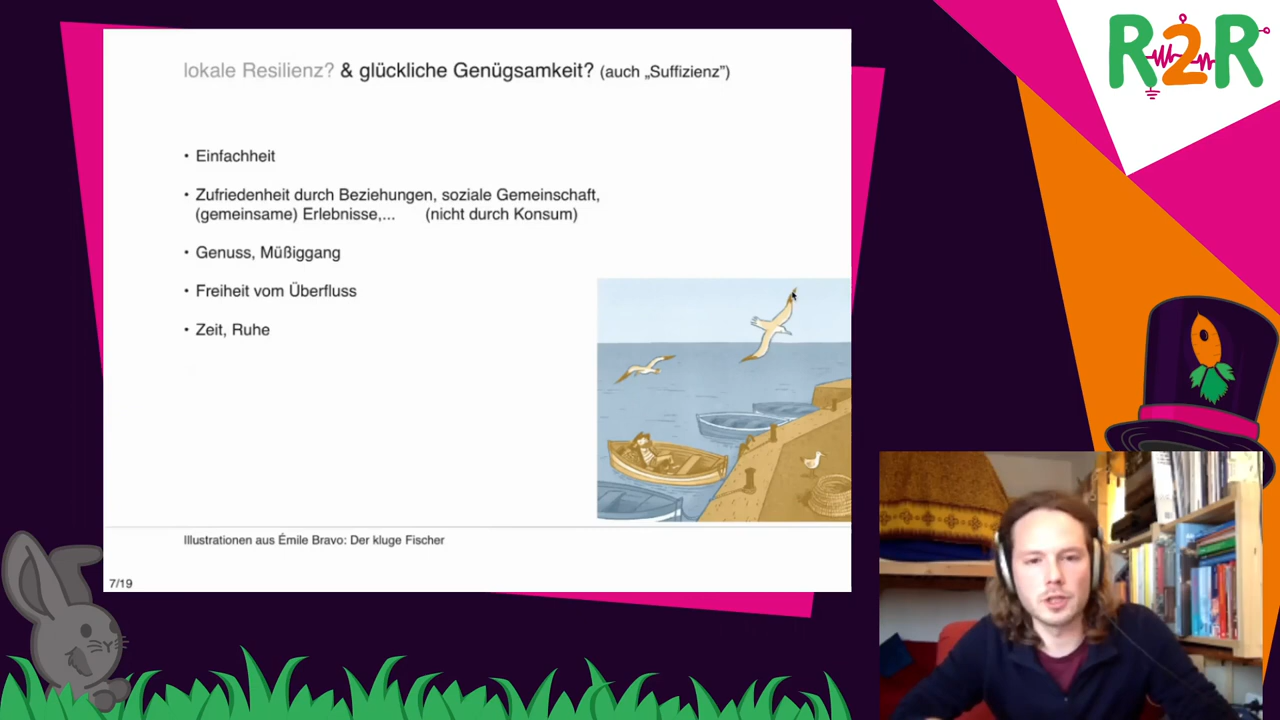 R2R
lokale Resilienz? & glückliche Genügsamkeit? (auch „Suffizienz”)
• Einfachheit
• Zufriedenheit durch Beziehungen, soziale Gemeinschaft,
(gemeinsame) Erlebnisse,... (nicht durch Konsum)
• Genuss, Müßiggang
• Freiheit vom Überfluss
• Zeit, Ruhe
Illustrationen aus Émile Bravo: Der kluge Fischer
7/19